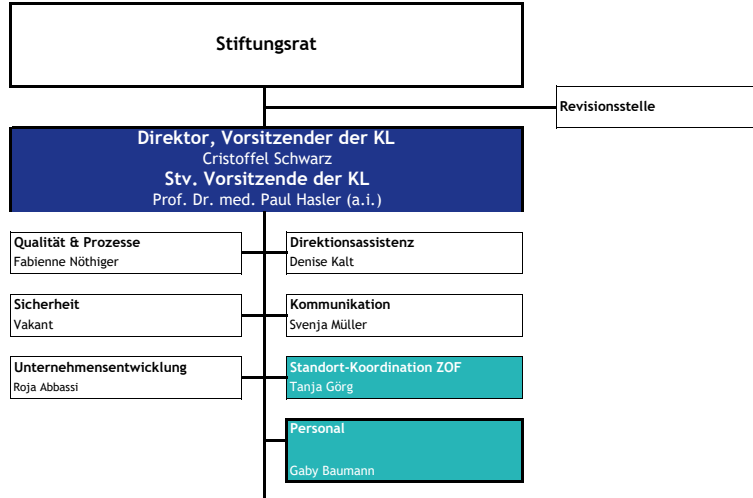 Stiftungsrat
Revisionsstelle
Direktor, Vorsitzender der KL
Cristoffel Schwarz
Stv. Vorsitzende der KL
Prof. Dr. med. Paul Hasler (a.i.)
Qualität & Prozesse
Fabienne Nöthiger
Direktionsassistenz
Denise Kalt
Sicherheit
Vakant
Kommunikation
Svenja Müller
Unternehmensentwicklung
Roja Abbassi
Standort-Koordination ZOF
Tanja Görg
Personal
Gaby Baumann